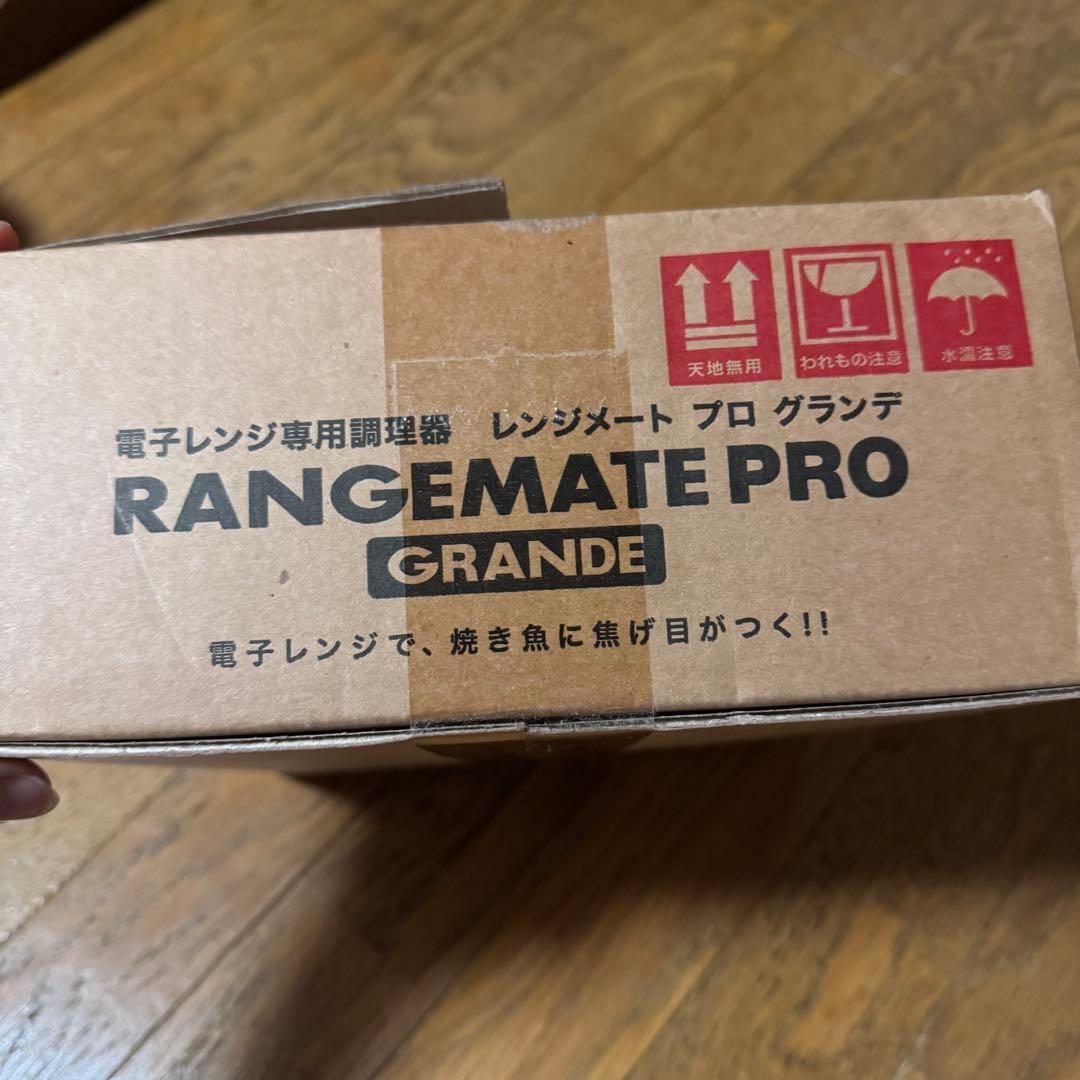 天地無用
われもの注意
水濡注意
電子レンジ専用調理器 レンジメート プロ グランデ
RANGEMATE PRO
GRANDE
電子レンジで、焼き魚に焦げ目がつく!!